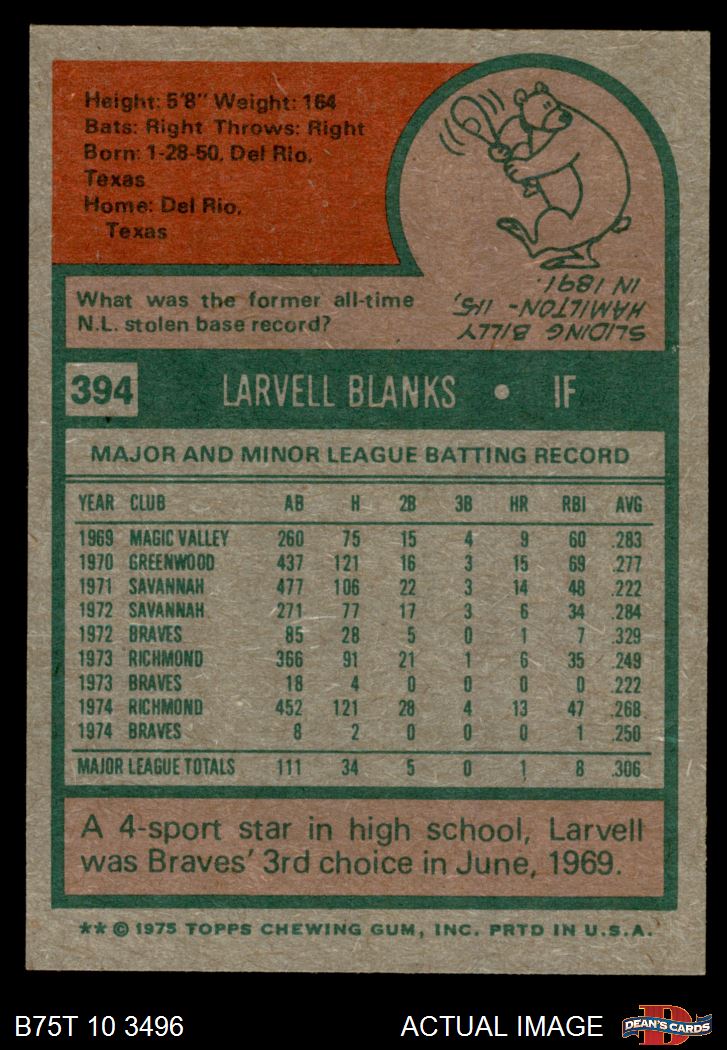 Height: 5'8" Weight: 164
Bats: Right Throws: Right
Born: 1-28-50, Del Rio,
Texas
Home: Del Rio,
Texas
What was the former all-time
N.L. stolen base record?
SLIDING BILLY
HAMILTON - 115,
IN 1891.
394 LARVELL BLANKS • IF
MAJOR AND MINOR LEAGUE BATTING RECORD
YEAR CLUB AB H 2B 3B HR RBI AVG
1969 MAGIC VALLEY 260 75 15 4 9 60 .283
1970 GREENWOOD 437 121 16 3 15 69 .277
1971 SAVANNAH 477 106 22 3 14 48 .222
1972 SAVANNAH 271 77 17 3 6 34 .284
1972 BRAVES 85 28 5 0 1 7 .329
1973 RICHMOND 366 91 21 1 6 35 .249
1973 BRAVES 18 4 0 0 0 0 .222
1974 RICHMOND 452 121 28 4 13 47 .268
1974 BRAVES 8 2 0 0 0 1 .250
MAJOR LEAGUE TOTALS 111 34 5 0 1 8 .306
A 4-sport star in high school, Larvell
was Braves' 3rd choice in June, 1969.
** © 1975 TOPPS CHEWING GUM, INC. PRTD IN U.S.A.
B75T 10 3496 ACTUAL IMAGE D DEAN'S CARDS